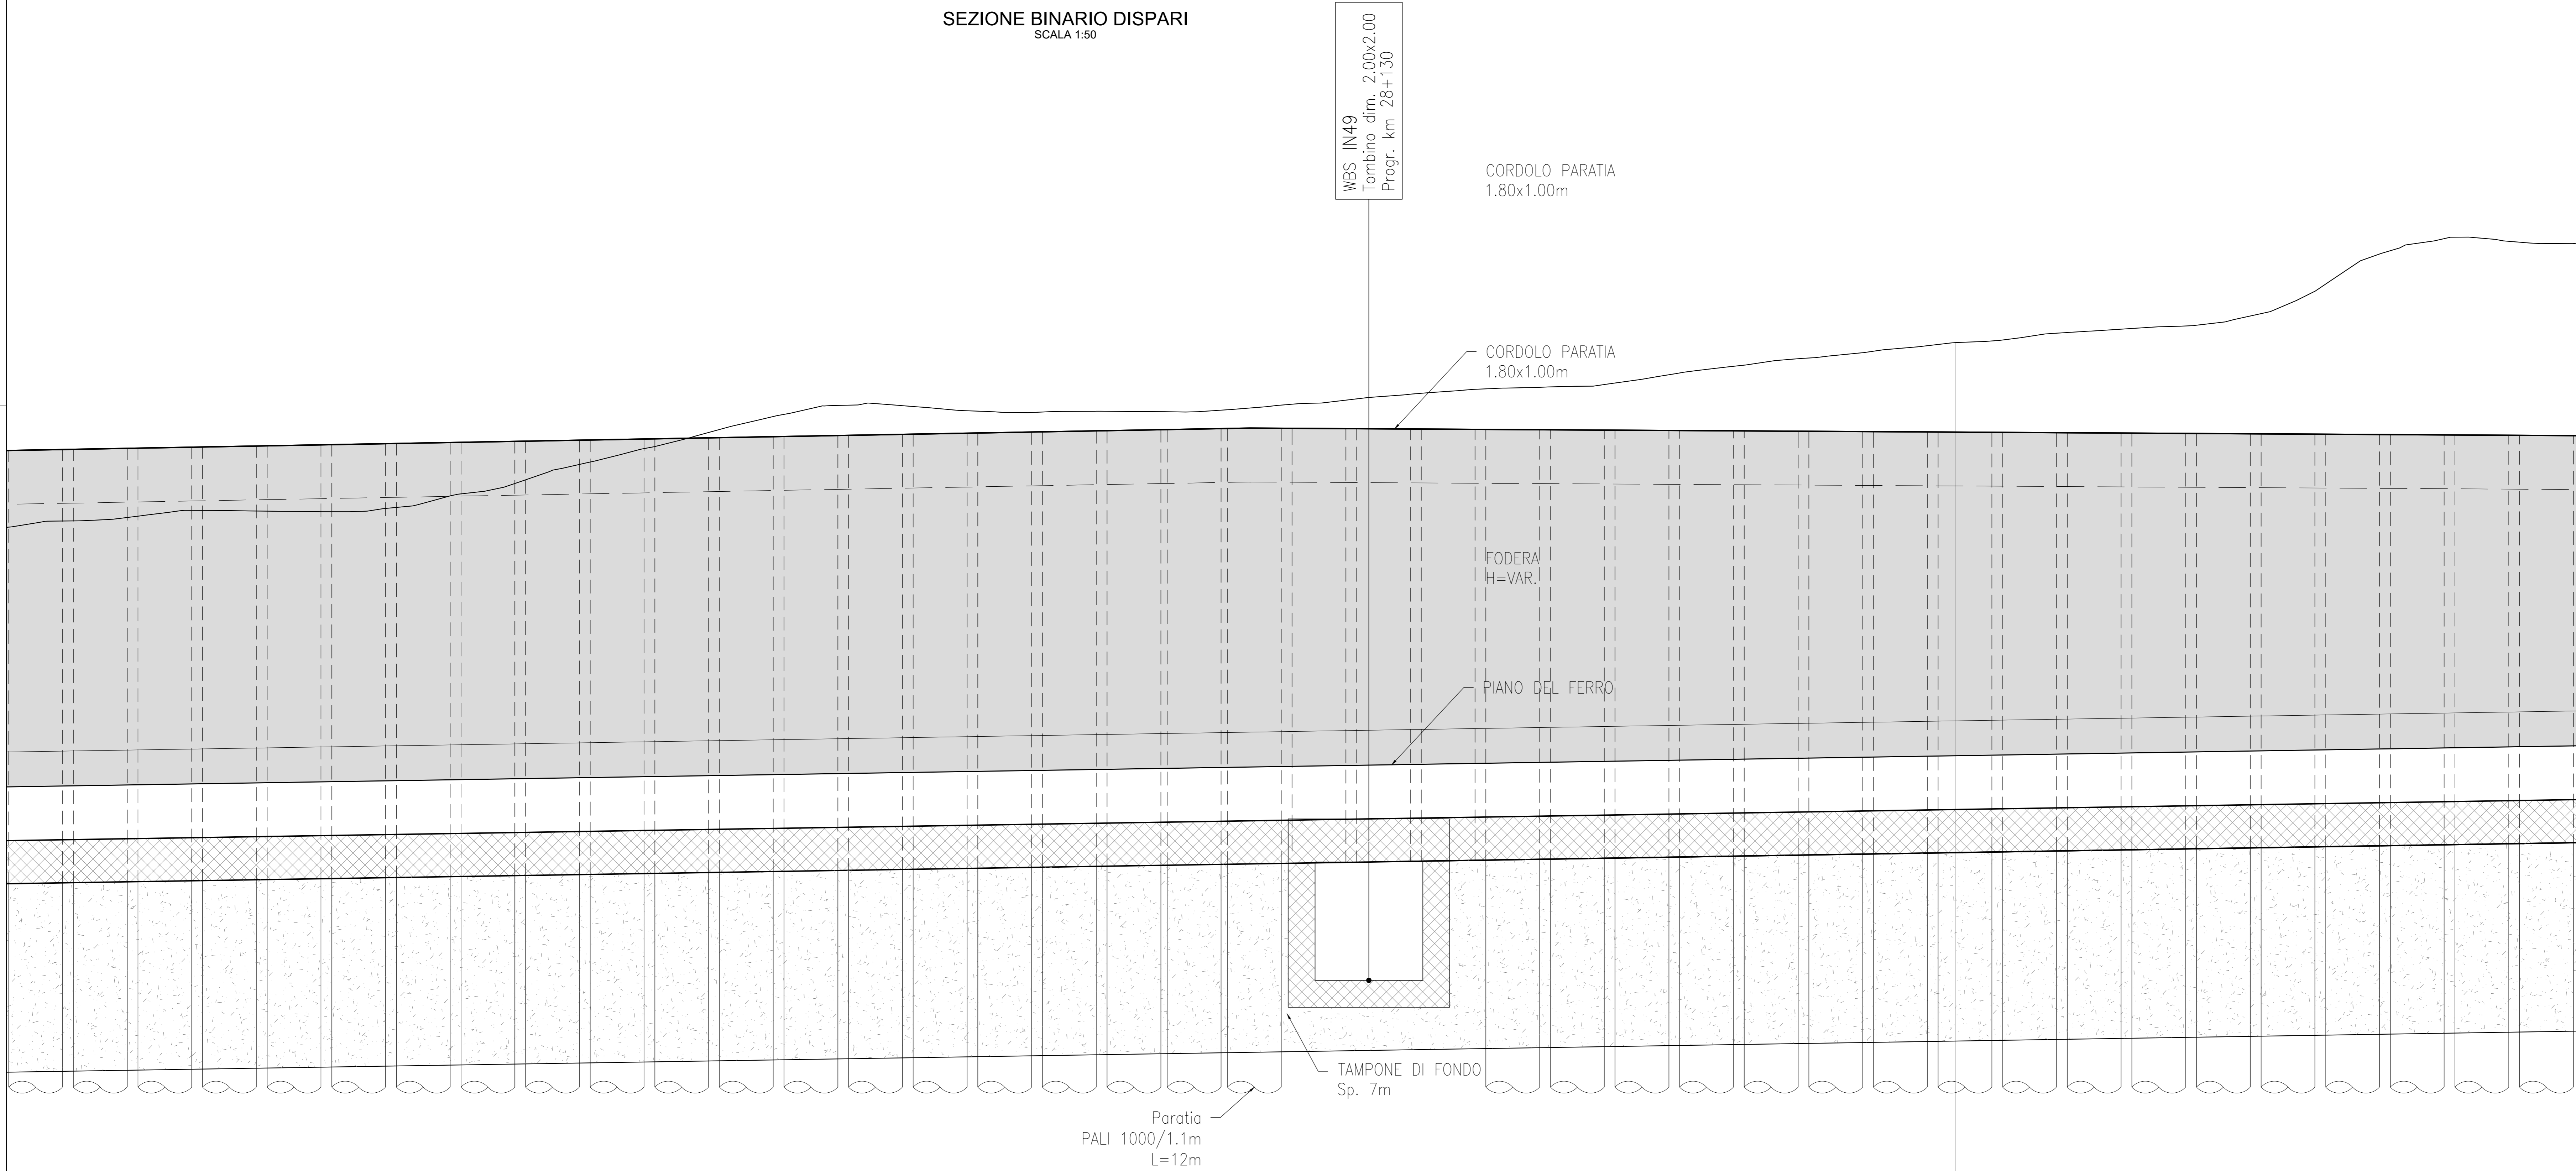 SEZIONE BINARIO DISPARI
SCALA 1:50
WBS IN49
Tombino dim. 2.00x2.00
Progr. km 28+130
CORDOLO PARATIA
1.80x1.00m
CORDOLO PARATIA
1.80x1.00m
FODERA
H=VAR.
PIANO DEL FERRO
TAMPONE DI FONDO
Sp. 7m
Paratia
PALI 1000/1.1m
L=12m